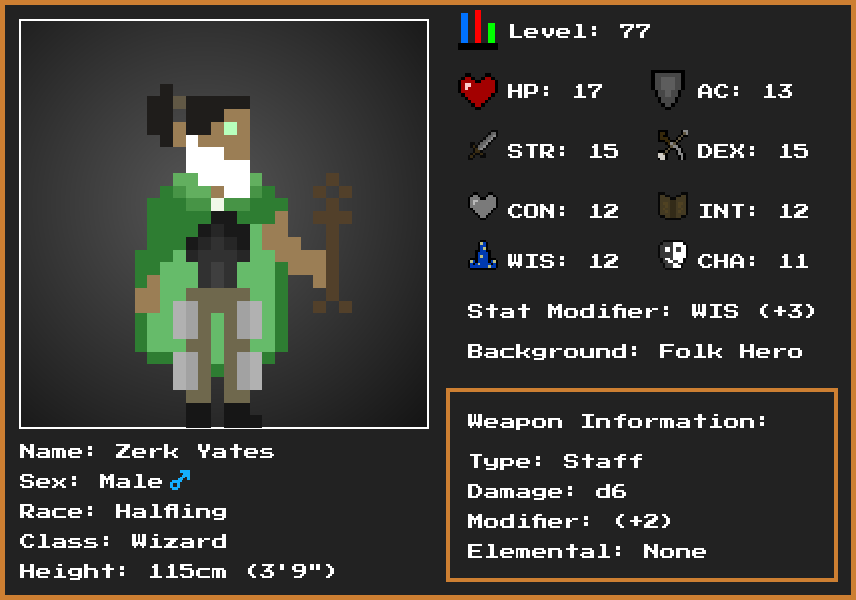 Level: 77
HP: 17
AC: 13
STR: 15
DEX: 15
CON: 12
INT: 12
WIS: 12
CHA: 11
Stat Modifier: WIS (+3)
Background: Folk Hero
Weapon Information:
Type: Staff
Damage: d6
Modifier: (+2)
Elemental: None
Name: Zerk Yates
Sex: Male♂
Race: Halfling
Class: Wizard
Height: 115cm (3'9")